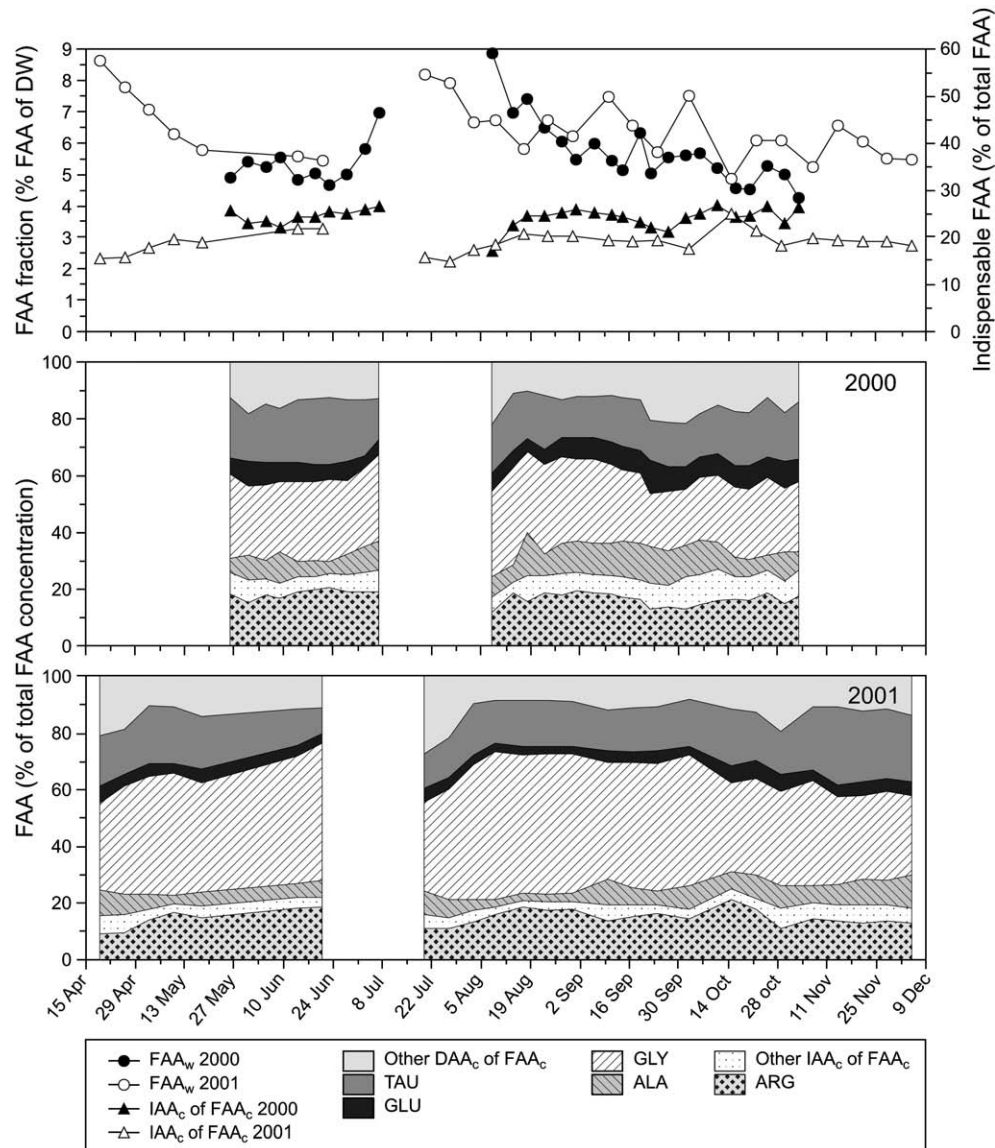 FAA fraction (% FAA of DW)
9
8
7
6
5
4
3
2
1
0
60
50
40
30
20
10
0
Indispensable FAA (% of total FAA)
FAA (% of total FAA concentration)
100
80
60
40
20
0
2000
100
80
60
40
20
0
2001
15 Apr
29 Apr
13 May
27 May
10 Jun
24 Jun
8 Jul
22 Jul
5 Aug
19 Aug
2 Sep
16 Sep
30 Sep
14 Oct
28 oct
11 Nov
25 Nov
9 Dec
FAAw 2000
FAAw 2001
IAAc of FAAc 2000
IAAc of FAAc 2001
Other DAAc of FAAc
TAU
GLU
GLY
ALA
Other IAAc of FAAc
ARG